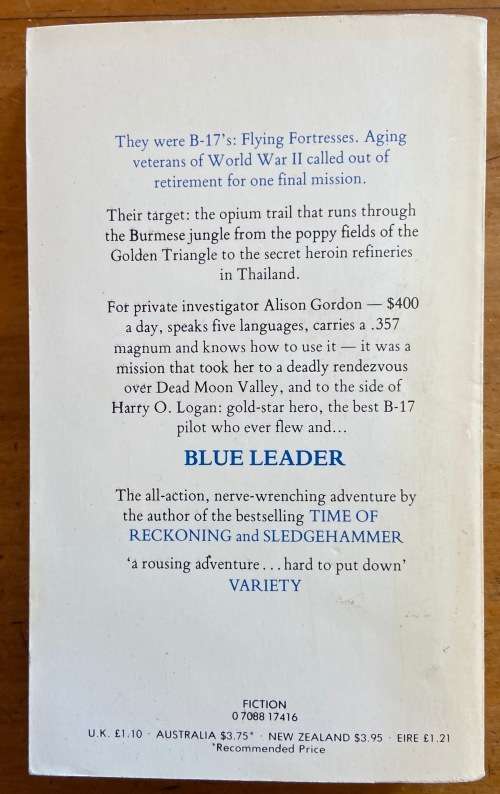 They were B-17's: Flying Fortresses. Aging
veterans of World War II called out of
retirement for one final mission.
Their target: the opium trail that runs through
the Burmese jungle from the poppy fields of the
Golden Triangle to the secret heroin refineries
in Thailand.
For private investigator Alison Gordon — $400
a day, speaks five languages, carries a .357
magnum and knows how to use it — it was a
mission that took her to a deadly rendezvous
over Dead Moon Valley, and to the side of
Harry O. Logan: gold-star hero, the best B-17
pilot who ever flew and...
BLUE LEADER
The all-action, nerve-wrenching adventure by
the author of the bestselling TIME OF
RECKONING and SLEDGEHAMMER
'a rousing adventure...hard to put down'
VARIETY
FICTION
0 7088 17416
U.K. £1.10 · AUSTRALIA $3.75* · NEW ZEALAND $3.95 · EIRE £1.21
*Recommended Price